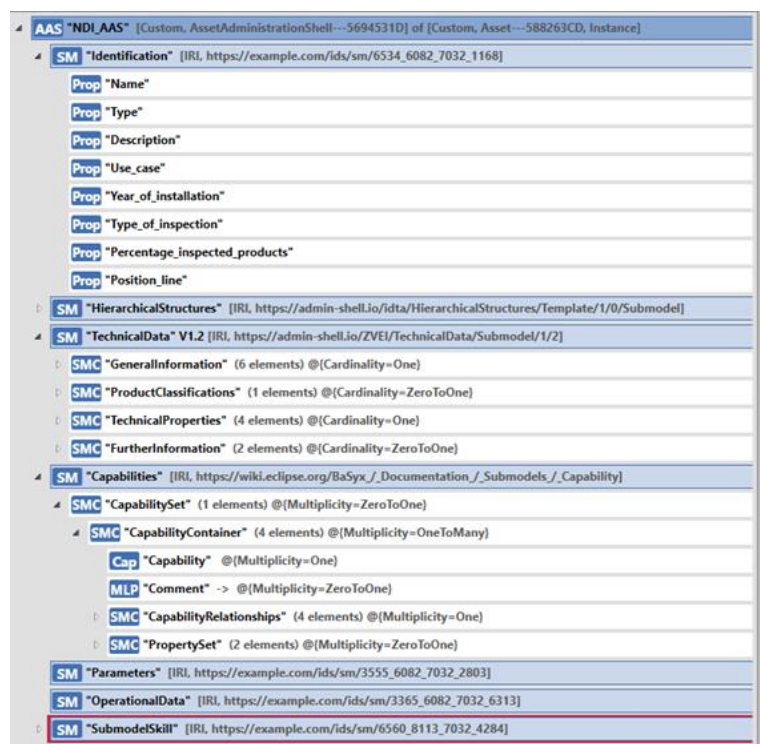 AAS "NDI_AAS" [Custom, AssetAdministrationShell---5694531D] of [Custom, Asset---588263CD, Instance]
SM "Identification" [IRI, https://example.com/ids/sm/6534_6082_7032_1168]
Prop "Name"
Prop "Type"
Prop "Description"
Prop "Use_case"
Prop "Year_of_installation"
Prop "Type_of_inspection"
Prop "Percentage_inspected_products"
Prop "Position_line"
SM "HierarchicalStructures" [IRI, https://admin-shell.io/idta/HierarchicalStructures/Template/1/0/Submodel]
SM "TechnicalData" V1.2 [IRI, https://admin-shell.io/ZVEI/TechnicalData/Submodel/1/2]
SMC "GeneralInformation" (6 elements) @{Cardinality=One}
SMC "ProductClassifications" (1 elements) @{Cardinality=ZeroToOne}
SMC "TechnicalProperties" (4 elements) @{Cardinality=One}
SMC "FurtherInformation" (2 elements) @{Cardinality=ZeroToOne}
SM "Capabilities" [IRI, https://wiki.eclipse.org/BaSyx_/_Documentation_/_Submodels_/_Capability]
SMC "CapabilitySet" (1 elements) @{Multiplicity=ZeroToOne}
SMC "CapabilityContainer" (4 elements) @{Multiplicity=OneToMany}
Cap "Capability" @{Multiplicity=One}
MLP "Comment" -> @{Multiplicity=ZeroToOne}
SMC "CapabilityRelationships" (4 elements) @{Multiplicity=One}
SMC "PropertySet" (2 elements) @{Multiplicity=ZeroToOne}
SM "Parameters" [IRI, https://example.com/ids/sm/3555_6082_7032_2803]
SM "OperationalData" [IRI, https://example.com/ids/sm/3365_6082_7032_6313]
SM "SubmodelSkill" [IRI, https://example.com/ids/sm/6560_8113_7032_4284]